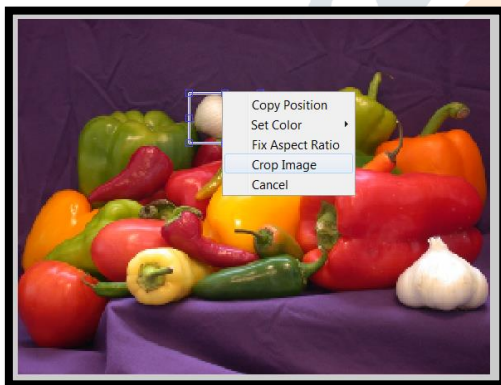 Copy Position
Set Color
Fix Aspect Ratio
Crop Image
Cancel